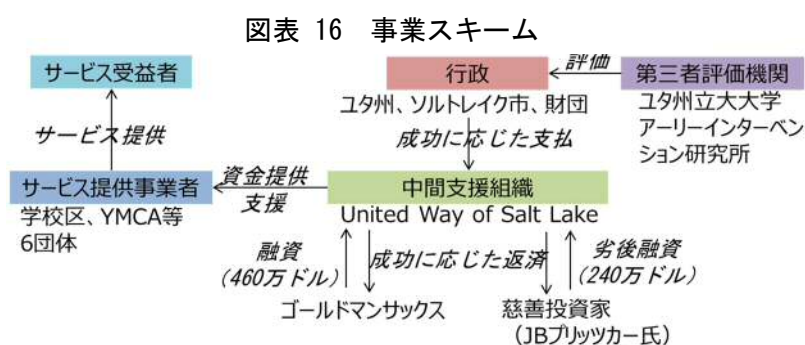 図表 16 事業スキーム
サービス受益者
行政
評価
第三者評価機関
ユタ州、ソルトレイク市、財団
ユタ州立大大学
アーリーインターベン
ション研究所
サービス提供
成功に応じた支払
サービス提供事業者
資金提供
支援
中間支援組織
学校区、YMCA等
6団体
United Way of Salt Lake
融資
(460万ドル)
成功に応じた返済
劣後融資
(240万ドル)
ゴールドマンサックス
慈善投資家
(JBプリッツカー氏)